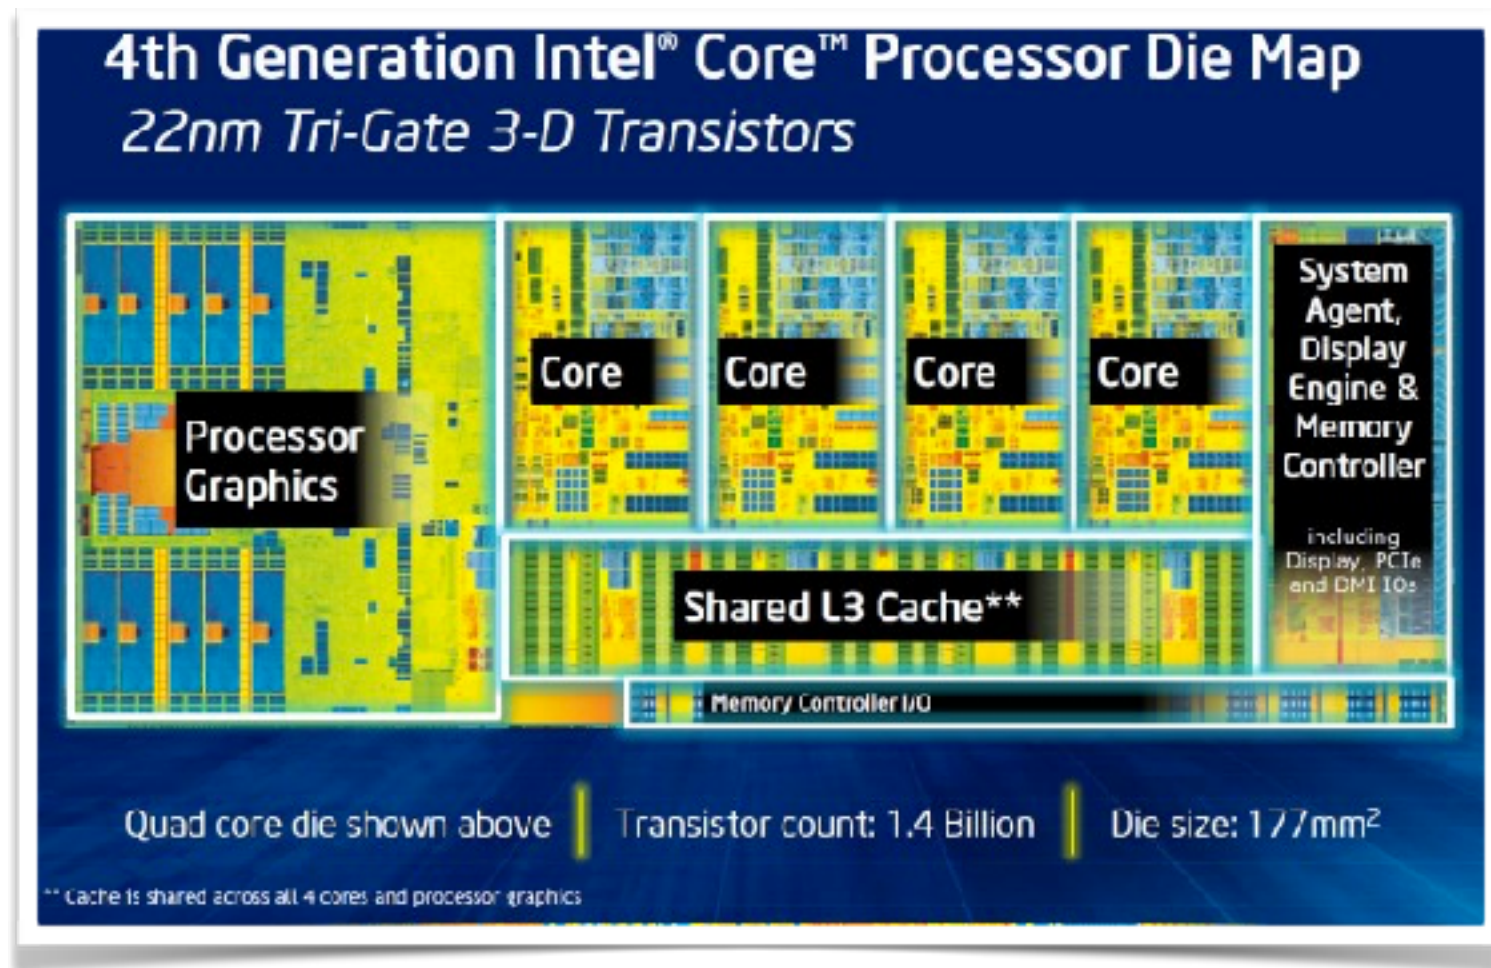 4th Generation Intel® Core™ Processor Die Map
22nm Tri-Gate 3-D Transistors
Processor
Graphics
Core
Core
Core
Core
System
Agent,
Display
Engine &
Memory
Controller
including
Display, PCIe
and DMI IOs
Shared L3 Cache**
Memory Controller I/O
Quad core die shown above
Transistor count: 1.4 Billion
Die size: 177mm²
** Cache is shared across all 4 cores and processor graphics